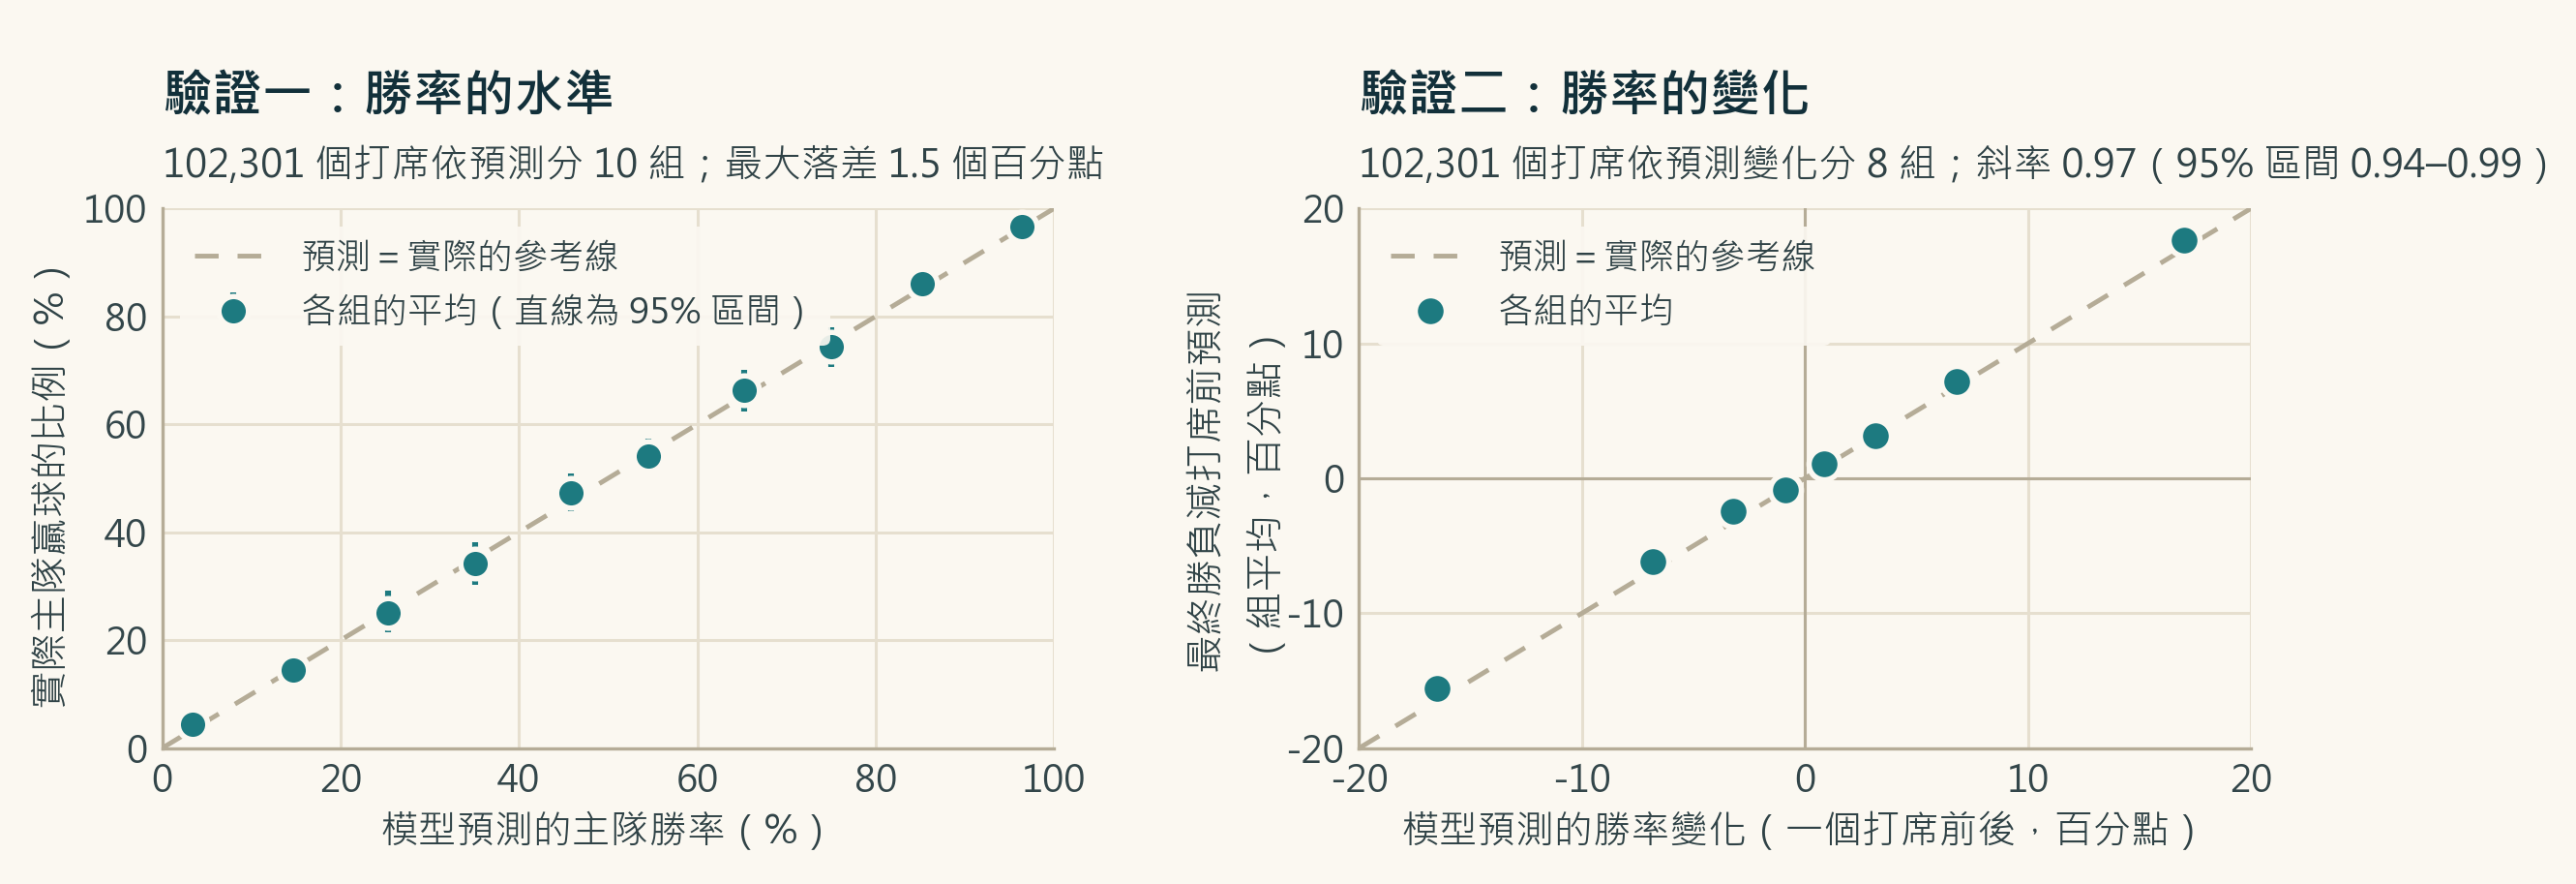 驗證一：勝率的水準
102,301 個打席依預測分 10 組；最大落差 1.5 個百分點
實際主隊贏球的比例（%）
100
80
60
40
20
0
預測＝實際的參考線
各組的平均（直線為 95% 區間）
0 20 40 60 80 100
模型預測的主隊勝率（%）
驗證二：勝率的變化
102,301 個打席依預測變化分 8 組；斜率 0.97（95% 區間 0.94–0.99）
最終勝負減打席前預測
（組平均，百分點）
20
10
0
-10
-20
預測＝實際的參考線
各組的平均
-20 -10 0 10 20
模型預測的勝率變化（一個打席前後，百分點）